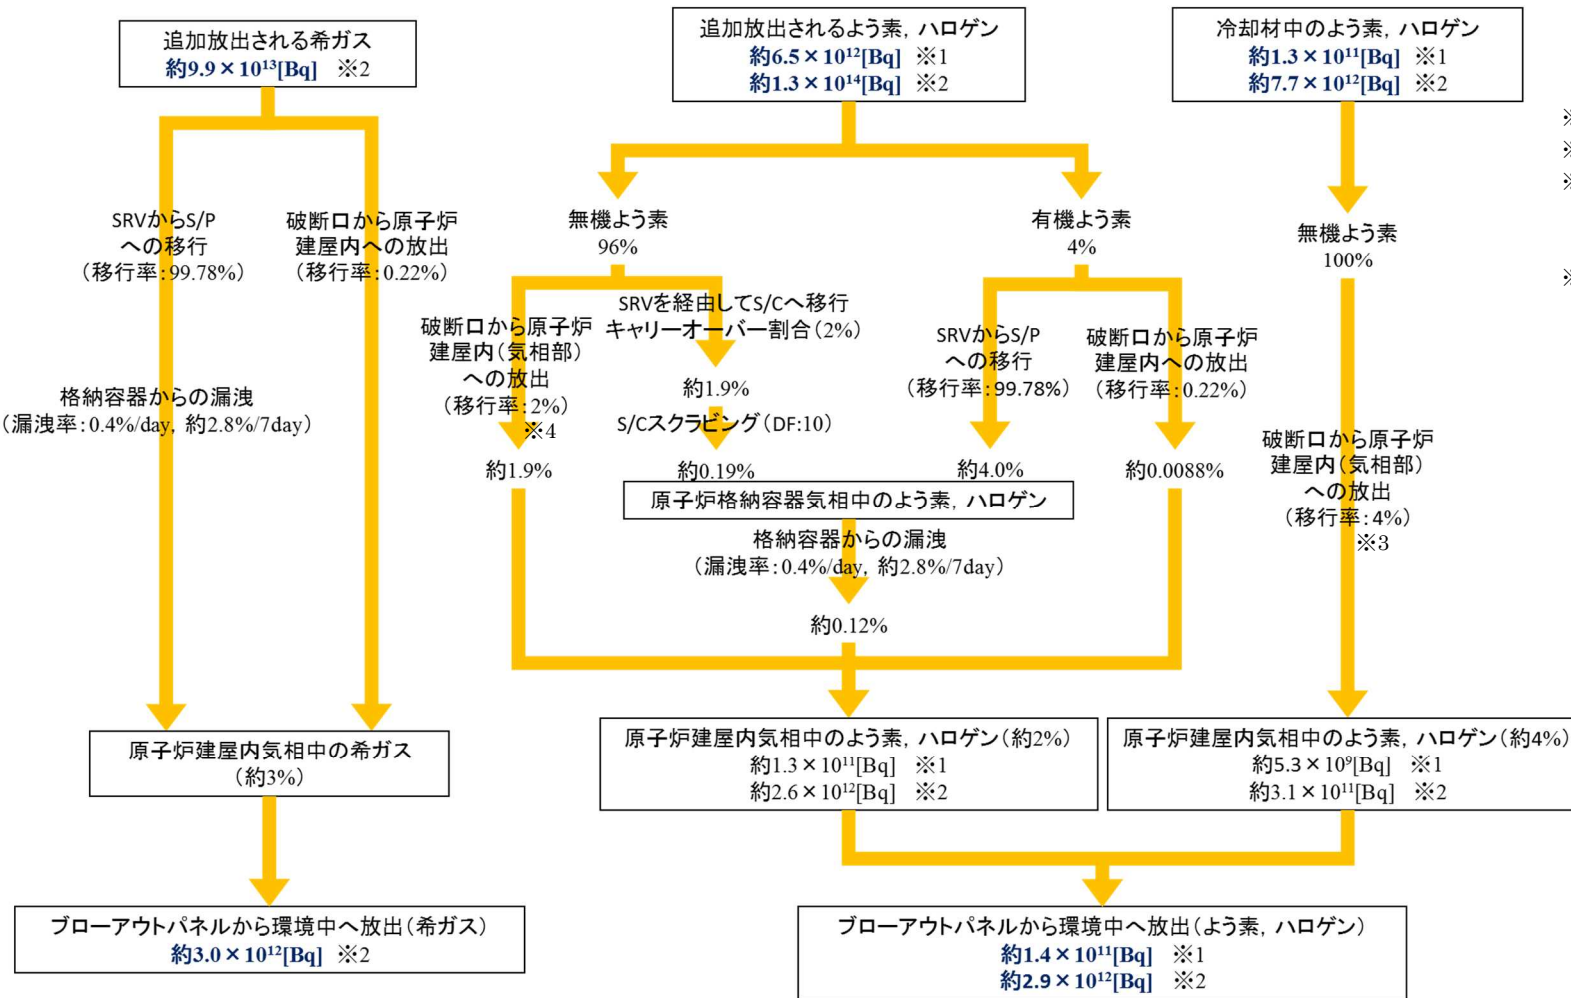 追加放出される希ガス
約9.9×10¹³[Bq] ※2
追加放出されるよう素, ハロゲン
約6.5×10¹²[Bq] ※1
約1.3×10¹⁴[Bq] ※2
冷却材中のよう素, ハロゲン
約1.3×10¹¹[Bq] ※1
約7.7×10¹²[Bq] ※2
※
※
※
※
SRVからS/P
への移行
(移行率:99.78%)
破断口から原子炉
建屋内への放出
(移行率:0.22%)
格納容器からの漏洩
(漏洩率:0.4%/day, 約2.8%/7day)
無機よう素
96%
有機よう素
4%
無機よう素
100%
破断口から原子炉
建屋内(気相部)
への放出
(移行率:2%)
※4
約1.9%
SRVを経由してS/Cへ移行
キャリーオーバー割合(2%)
約1.9%
S/Cスクラビング(DF:10)
約0.19%
SRVからS/P
への移行
(移行率:99.78%)
約4.0%
破断口から原子炉
建屋内への放出
(移行率:0.22%)
約0.0088%
原子炉格納容器気相中のよう素, ハロゲン
格納容器からの漏洩
(漏洩率:0.4%/day, 約2.8%/7day)
約0.12%
破断口から原子炉
建屋内(気相部)
への放出
(移行率:4%)
※3
原子炉建屋内気相中の希ガス
(約3%)
原子炉建屋内気相中のよう素, ハロゲン(約2%)
約1.3×10¹¹[Bq] ※1
約2.6×10¹²[Bq] ※2
原子炉建屋内気相中のよう素, ハロゲン(約4%)
約5.3×10⁹[Bq] ※1
約3.1×10¹¹[Bq] ※2
ブローアウトパネルから環境中へ放出(希ガス)
約3.0×10¹²[Bq] ※2
ブローアウトパネルから環境中へ放出(よう素, ハロゲン)
約1.4×10¹¹[Bq] ※1
約2.9×10¹²[Bq] ※2